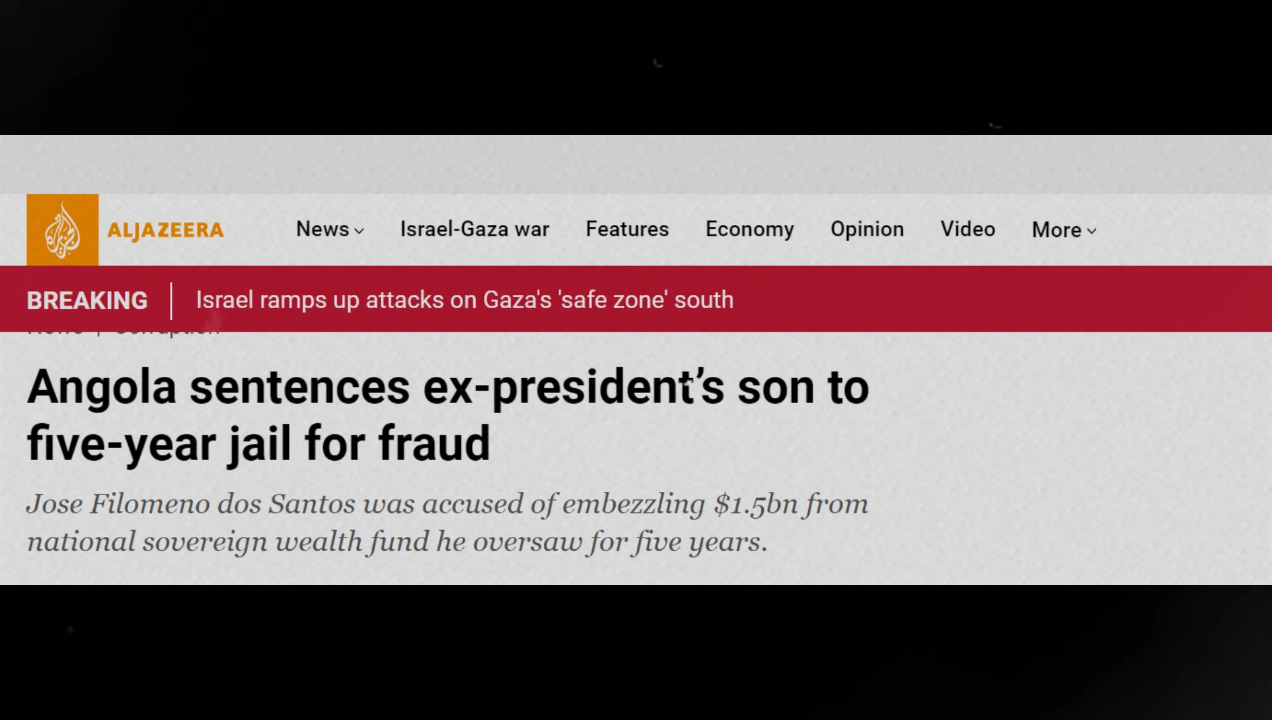 ALJAZEERA News Israel-Gaza war Features Economy Opinion Video More
BREAKING Israel ramps up attacks on Gaza's 'safe zone' south
Angola sentences ex-president’s son to
five-year jail for fraud
Jose Filomeno dos Santos was accused of embezzling $1.5bn from
national sovereign wealth fund he oversaw for five years.